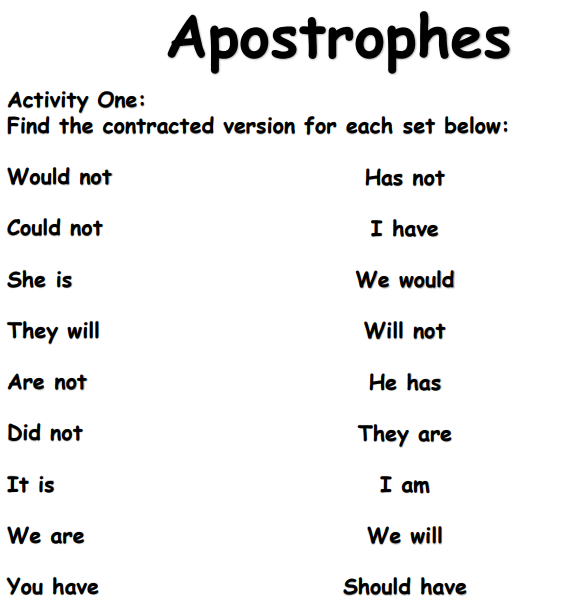 Apostrophes
Activity One:
Find the contracted version for each set below:
Would not Has not
Could not I have
She is We would
They will Will not
Are not He has
Did not They are
It is I am
We are We will
You have Should have